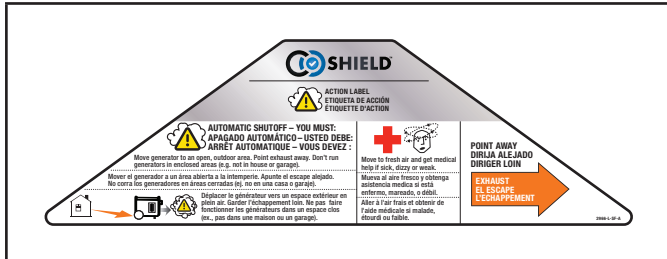 CO SHIELD
ACTION LABEL
ETIQUETA DE ACCIÓN
ÉTIQUETTE D'ACTION
AUTOMATIC SHUTOFF – YOU MUST:
APAGADO AUTOMÁTICO – USTED DEBE:
ARRÊT AUTOMATIQUE – VOUS DEVEZ :
Move generator to an open, outdoor area. Point exhaust away. Don't run
generators in enclosed areas (e.g. not in house or garage).
Mover el generador a un área abierta a la intemperie. Apunte el escape alejado.
No corra los generadores en áreas cerradas (ej. no en una casa o garaje).
Déplacer le générateur vers un espace extérieur en
plein air. Garder l'échappement loin. Ne pas faire
fonctionner les générateurs dans un espace clos
(ex., pas dans une maison ou un garage).
Move to fresh air and get medical
help if sick, dizzy or weak.
Mueva al aire fresco y obtenga
asistencia medica si está
enfermo, mareado, o débil.
Aller à l'air frais et obtenir de
l'aide médicale si malade,
étourdi ou faible.
POINT AWAY
DIRIJA ALEJADO
DIRIGER LOIN
EXHAUST
EL ESCAPE
L'ÉCHAPPEMENT